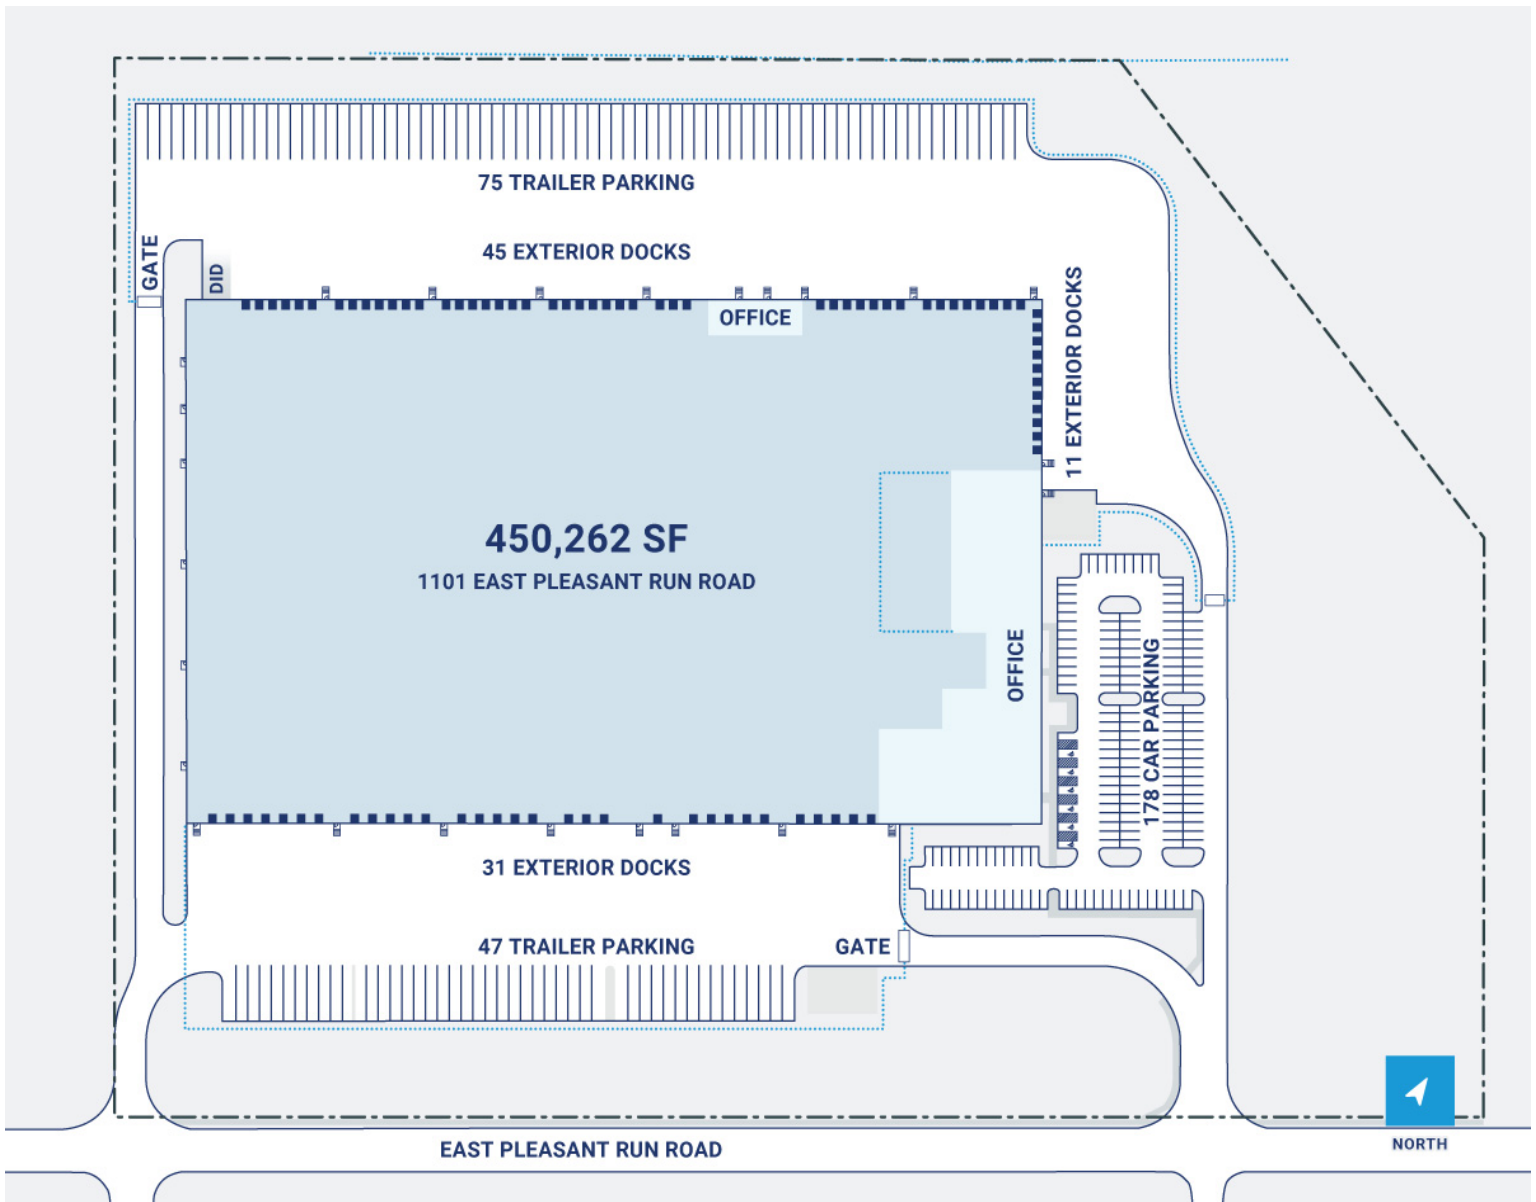 75 TRAILER PARKING
GATE
45 EXTERIOR DOCKS
DID
11 EXTERIOR DOCKS
OFFICE
450,262 SF
1101 EAST PLEASANT RUN ROAD
OFFICE
178 CAR PARKING
31 EXTERIOR DOCKS
47 TRAILER PARKING
GATE
EAST PLEASANT RUN ROAD
NORTH